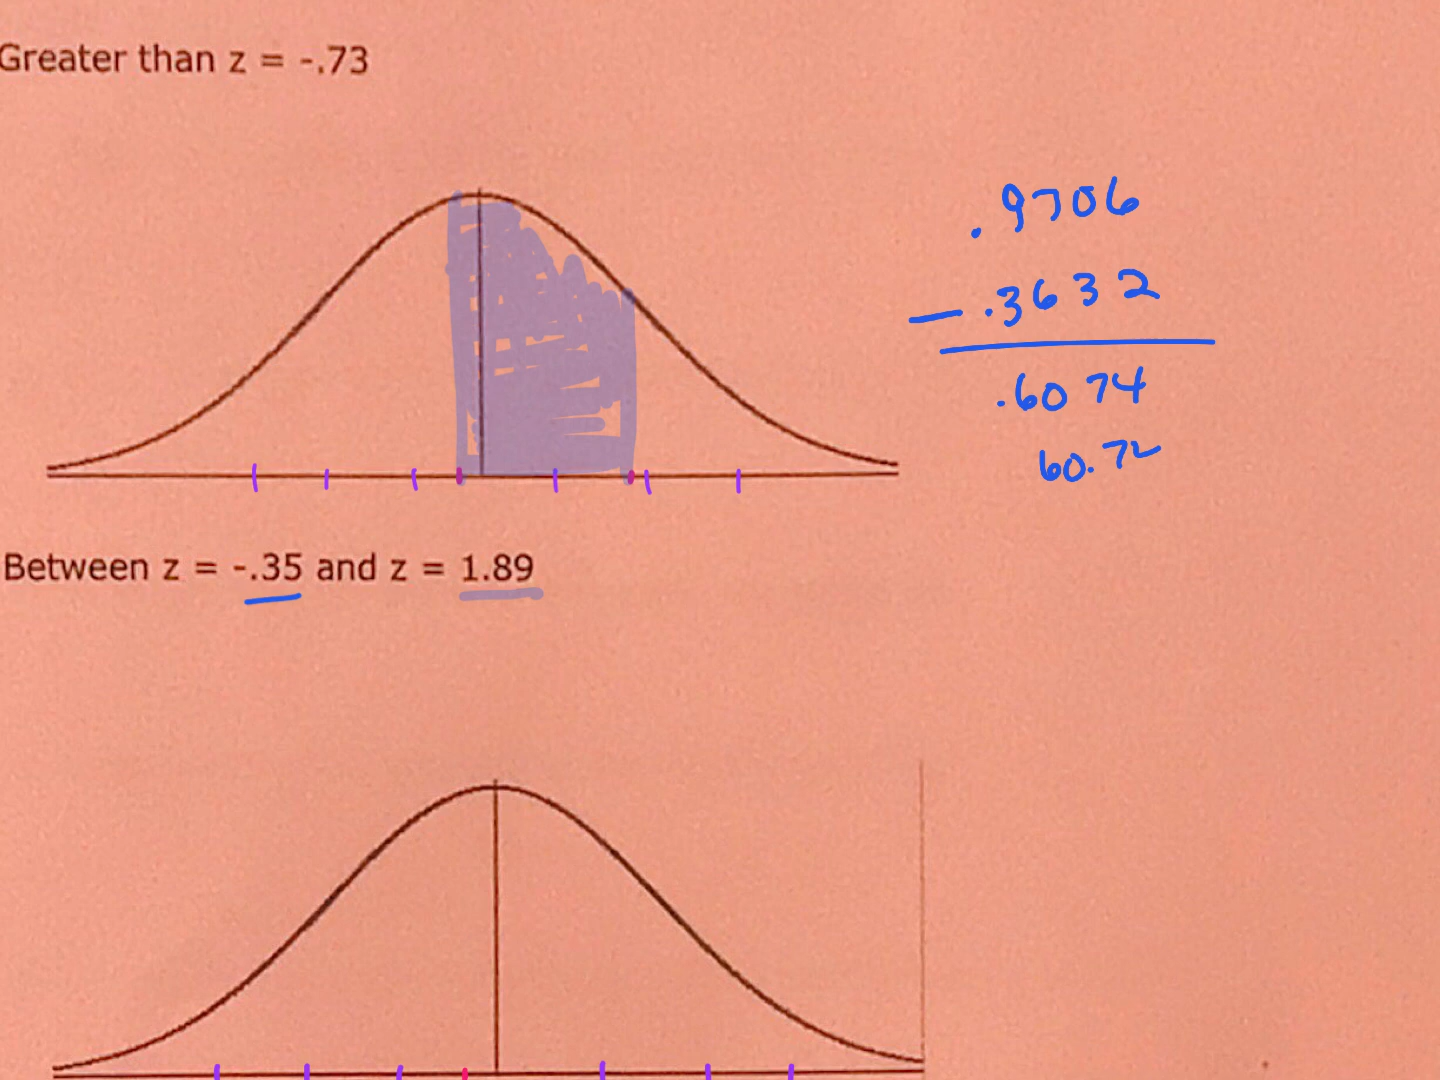 Greater than z = -.73
.9706
- .3632
.6074
60.72
Between z = -.35 and z = 1.89